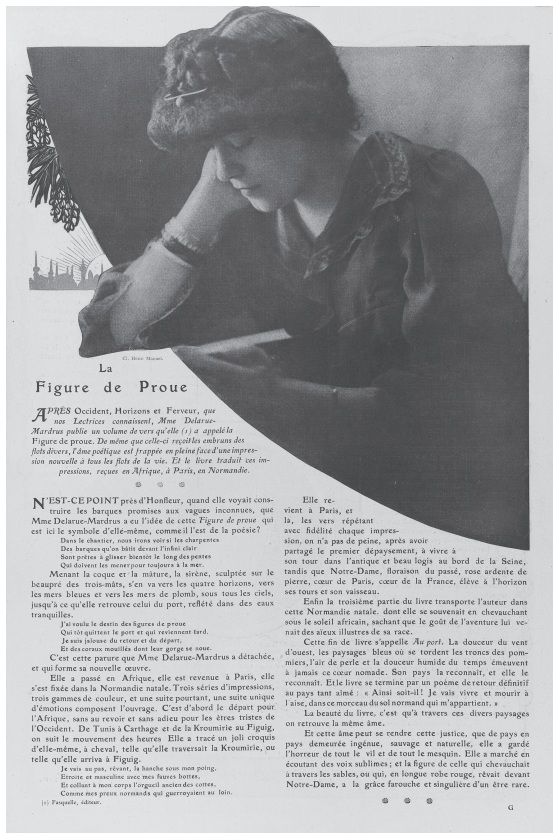 Cl. Henri Manuel.
La
Figure de Proue
APRÈS Occident, Horizons et Ferveur, que
nos Lectrices connaissent, Mme Delarue-
Mardrus publie un volume de vers qu'elle (1) a appelé la
Figure de proue. De même que celle-ci reçoit les embruns des
flots divers, l'âme poétique est frappée en pleine face d'une impres-
sion nouvelle à tous les flots de la vie. Et le livre traduit ces im-
pressions, reçues en Afrique, à Paris, en Normandie.
N'EST-CE POINT près d'Honfleur, quand elle voyait cons-
truire les barques promises aux vagues inconnues, que
Mme Delarue-Mardrus a eu l'idée de cette Figure de proue qui
est ici le symbole d'elle-même, comme il l'est de la poésie?
Dans le chantier, nous irons voir si les charpentes
Des barques qu'on bâtit devant l'infini clair
Sont prêtes à glisser bientôt le long des pentes
Qui doivent les mener pour toujours à la mer.
Menant la coque et la mâture, la sirène, sculptée sur le
beaupré des trois-mâts, s'en va vers les quatre horizons, vers
les mers bleues et vers les mers de plomb, sous tous les ciels,
jusqu'à ce qu'elle retrouve celui du port, reflété dans des eaux
tranquilles.
J'ai voulu le destin des figures de proue
Qui tôt quittent le port et qui reviennent tard.
Je suis jalouse du retour et du départ,
Et des coraux mouillés dont leur gorge se noue.
C'est cette parure que Mme Delarue-Mardrus a détachée,
et qui forme sa nouvelle œuvre.
Elle a passé en Afrique, elle est revenue à Paris, elle
s'est fixée dans la Normandie natale. Trois séries d'impressions,
trois gammes de couleur, et une suite pourtant, une suite unique
d'émotions composent l'ouvrage. C'est d'abord le départ pour
l'Afrique, sans au revoir et sans adieu pour les êtres tristes de
l'Occident. De Tunis à Carthage et de la Kroumirie au Figuig,
on suit le mouvement des heures Elle a tracé un joli croquis
d'elle-même, à cheval, telle qu'elle traversait la Kroumirie, ou
telle qu'elle arriva à Figuig.
Je vais au pas, rêvant, la hanche sous mon poing,
Etroite et masculine avec mes fauves bottes,
Et collant à mon corps l'orgueil ancien des cottes,
Comme mes preux normands qui guerroyaient au loin.
(1) Fasquelle, éditeur.
Elle re-
vient à Paris, et
là, les vers répétant
avec fidélité chaque impres-
sion, on n'a pas de peine, après avoir
partagé le premier dépaysement, à vivre à
son tour dans l'antique et beau logis au bord de la Seine,
tandis que Notre-Dame, floraison du passé, rose ardente de
pierre, cœur de Paris, cœur de la France, élève à l'horizon
ses tours et son vaisseau.
Enfin la troisième partie du livre transporte l'auteur dans
cette Normandie natale, dont elle se souvenait en chevauchant
sous le soleil africain, sachant que le goût de l'aventure lui ve-
nait des aïeux illustres de sa race.
Cette fin de livre s'appelle Au port. La douceur du vent
d'ouest, les paysages bleus où se tordent les troncs des pom-
miers, l'air de perle et la douceur humide du temps émeuvent
à jamais ce cœur nomade. Son pays la reconnaît, et elle le
reconnaît. Et le livre se termine par un poème de retour définitif
au pays tant aimé : « Ainsi soit-il! Je vais vivre et mourir à
l'aise, dans ce morceau du sol normand qui m'appartient. »
La beauté du livre, c'est qu'à travers ces divers paysages
on retrouve la même âme.
Et cette âme peut se rendre cette justice, que de pays en
pays demeurée ingénue, sauvage et naturelle, elle a gardé
l'horreur de tout le vil et de tout le mesquin. Elle a marché en
écoutant des voix sublimes; et la figure de celle qui chevauchait
à travers les sables, ou qui, en longue robe rouge, rêvait devant
Notre-Dame, a la grâce farouche et singulière d'un être rare.
G